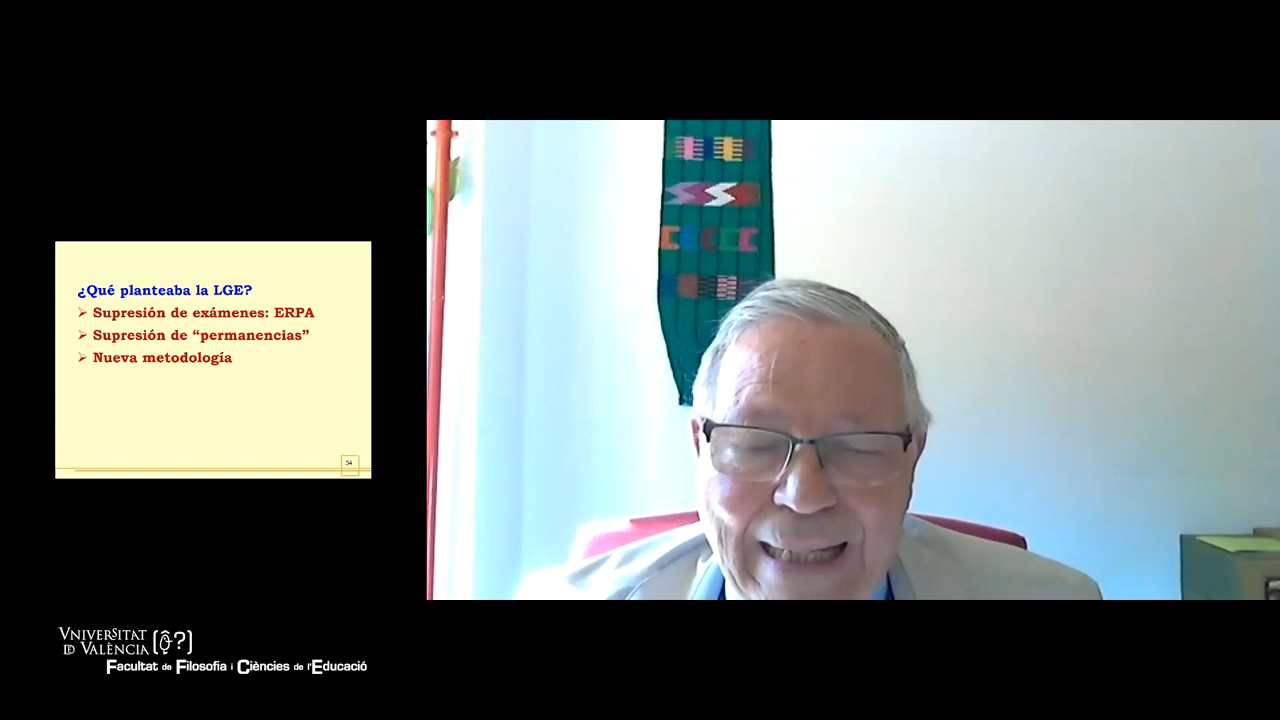 ¿Qué planteaba la LGE?
Supresión de exámenes: ERPA
Supresión de “permanencias”
Nueva metodología
34
VNIVERSITAT
D VALÈNCIA
Facultat de Filosofia i Ciències de l'Educació